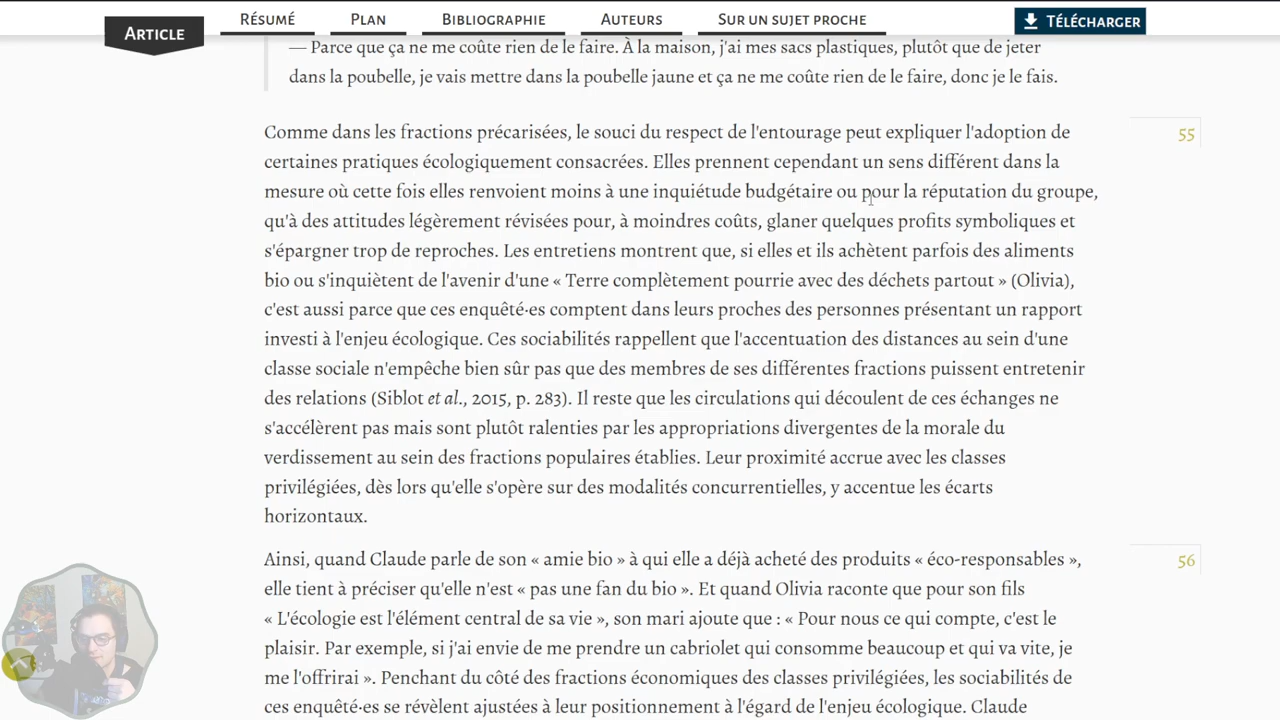 ARTICLE
RÉSUMÉ
PLAN
BIBLIOGRAPHIE
AUTEURS
SUR UN SUJET PROCHE
TÉLÉCHARGER
— Parce que ça ne me coûte rien de le faire. À la maison, j'ai mes sacs plastiques, plutôt que de jeter
dans la poubelle, je vais mettre dans la poubelle jaune et ça ne me coûte rien de le faire, donc je le fais.
Comme dans les fractions précarisées, le souci du respect de l'entourage peut expliquer l'adoption de
certaines pratiques écologiquement consacrées. Elles prennent cependant un sens différent dans la
mesure où cette fois elles renvoient moins à une inquiétude budgétaire ou pour la réputation du groupe,
qu'à des attitudes légèrement révisées pour, à moindres coûts, glaner quelques profits symboliques et
s'épargner trop de reproches. Les entretiens montrent que, si elles et ils achètent parfois des aliments
bio ou s'inquiètent de l'avenir d'une « Terre complètement pourrie avec des déchets partout » (Olivia),
c'est aussi parce que ces enquêté·es comptent dans leurs proches des personnes présentant un rapport
investi à l'enjeu écologique. Ces sociabilités rappellent que l'accentuation des distances au sein d'une
classe sociale n'empêche bien sûr pas que des membres de ses différentes fractions puissent entretenir
des relations (Siblot et al., 2015, p. 283). Il reste que les circulations qui découlent de ces échanges ne
s'accélèrent pas mais sont plutôt ralenties par les appropriations divergentes de la morale du
verdissement au sein des fractions populaires établies. Leur proximité accrue avec les classes
privilégiées, dès lors qu'elle s'opère sur des modalités concurrentielles, y accentue les écarts
horizontaux.
55
Ainsi, quand Claude parle de son « amie bio » à qui elle a déjà acheté des produits « éco-responsables »,
elle tient à préciser qu'elle n'est « pas une fan du bio ». Et quand Olivia raconte que pour son fils
« L'écologie est l'élément central de sa vie », son mari ajoute que : « Pour nous ce qui compte, c'est le
plaisir. Par exemple, si j'ai envie de me prendre un cabriolet qui consomme beaucoup et qui va vite, je
me l'offrirai ». Penchant du côté des fractions économiques des classes privilégiées, les sociabilités de
ces enquêté·es se révèlent ajustées à leur positionnement à l'égard de l'enjeu écologique. Claude
56